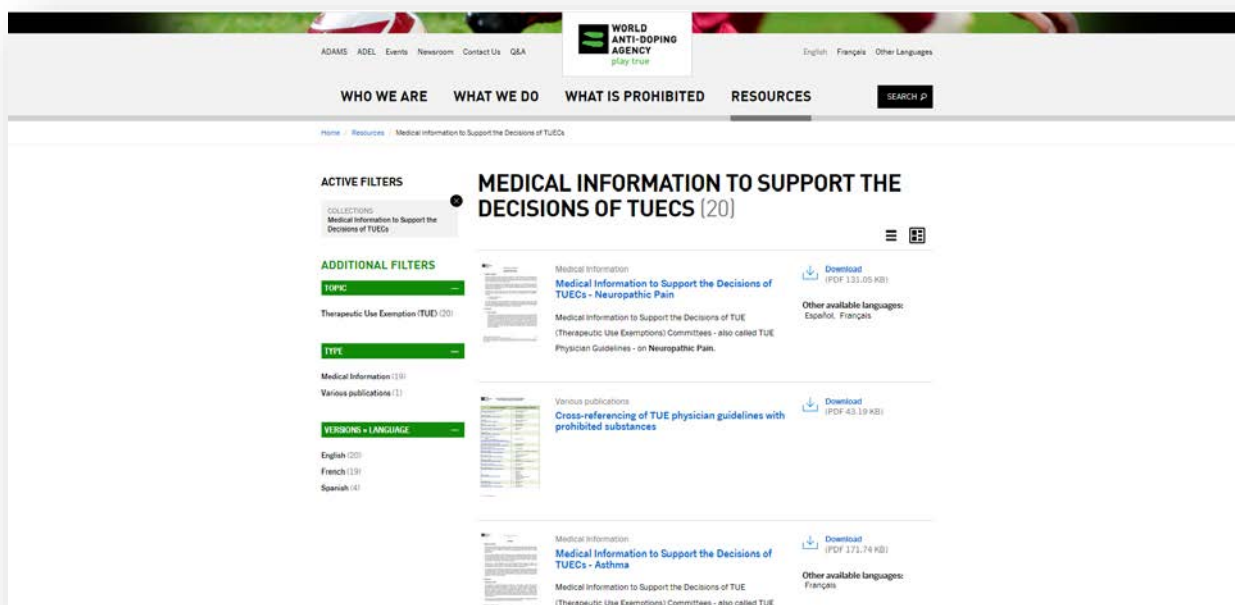 WORLD
ANTI-DOPING
AGENCY
play true
ADAMS ADEL Events Newsroom Contact Us Q&A
English Français Other Languages
WHO WE ARE WHAT WE DO WHAT IS PROHIBITED RESOURCES
SEARCH
Home / Resources / Medical Information to Support the Decisions of TUECs
ACTIVE FILTERS
COLLECTIONS
Medical Information to Support the
Decisions of TUECs
ADDITIONAL FILTERS
TOPIC
Therapeutic Use Exemption (TUE) (20)
TYPE
Medical Information (19)
Various publications (1)
VERSIONS + LANGUAGE
English (20)
French (19)
Spanish (4)
MEDICAL INFORMATION TO SUPPORT THE
DECISIONS OF TUECS (20)
Medical Information
Medical Information to Support the Decisions of
TUECs - Neuropathic Pain
Medical Information to Support the Decisions of TUE
(Therapeutic Use Exemptions) Committees - also called TUE
Physician Guidelines - on Neuropathic Pain.
Download
(PDF 131.05 KB)
Other available languages:
Español, Français
Various publications
Cross-referencing of TUE physician guidelines with
prohibited substances
Download
(PDF 43.19 KB)
Medical Information
Medical Information to Support the Decisions of
TUECs - Asthma
Medical Information to Support the Decisions of TUE
(Therapeutic Use Exemptions) Committees - also called TUE
Download
(PDF 171.74 KB)
Other available languages:
Français